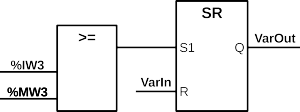 SR
>=
S1 Q VarOut
%IW3
VarIn
%MW3 R